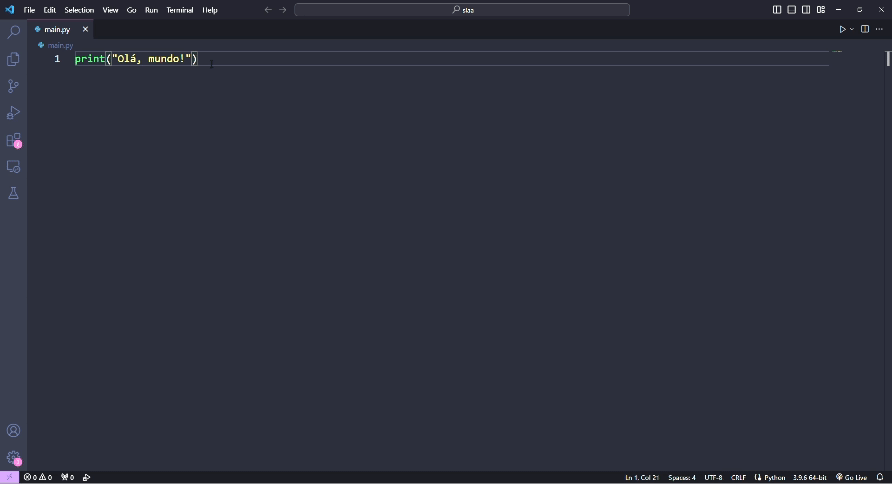 File Edit Selection View Go Run Terminal Help
siaa
main.py
main.py
1 print("Olá, mundo!")
0 0 0
Ln 1, Col 21 Spaces: 4 UTF-8 CRLF Python 3.9.6 64-bit Go Live